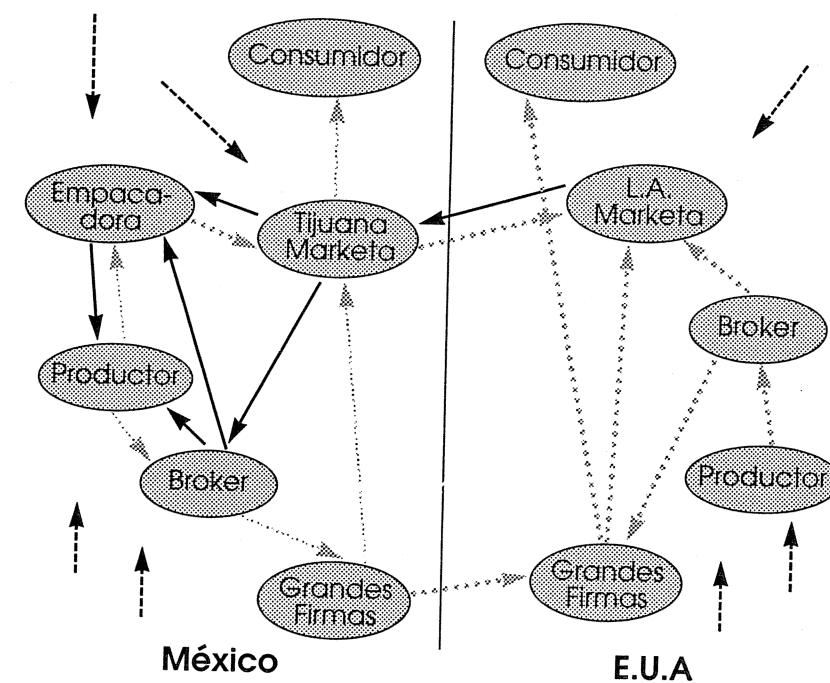 Consumidor
Consumidor
Empaca-
dora
Tijuana
Marketa
L.A.
Marketa
Broker
Productor
Broker
Productor
Grandes
Firmas
Grandes
Firmas
México
E.U.A